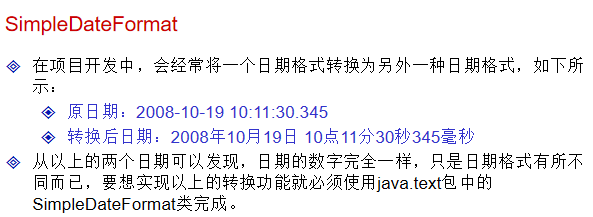 SimpleDateFormat
在项目开发中，会经常将一个日期格式转换为另外一种日期格式，如下所
示：
原日期：2008-10-19 10:11:30.345
转换后日期：2008年10月19日 10点11分30秒345毫秒
从以上的两个日期可以发现，日期的数字完全一样，只是日期格式有所不
同而已，要想实现以上的转换功能就必须使用java.text包中的
SimpleDateFormat类完成。